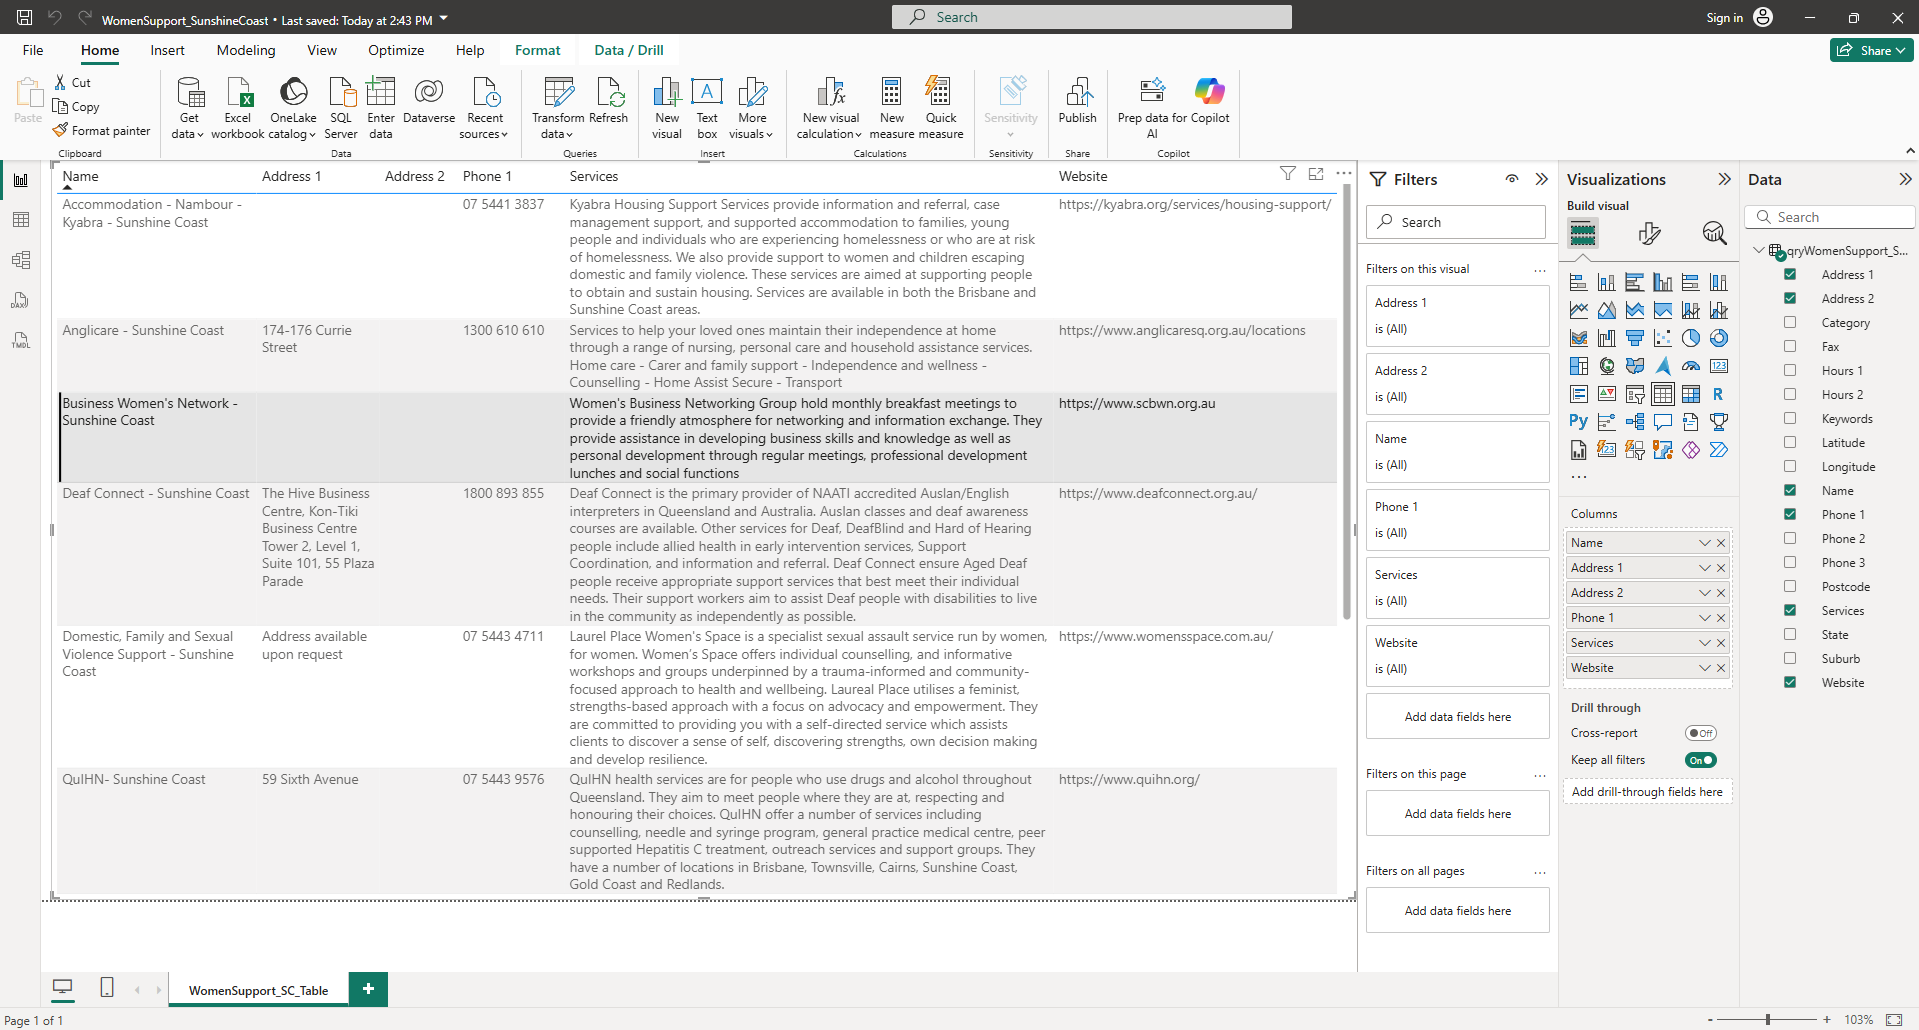 WomenSupport_SunshineCoast • Last saved: Today at 2:43 PM
Search
Sign in
File
Home
Insert
Modeling
View
Optimize
Help
Format
Data / Drill
Share
Paste
Cut
Copy
Format painter
Clipboard
Get data
Excel workbook
OneLake catalog
SQL Server
Enter data
Dataverse
Recent sources
Data
Transform data
Refresh
Queries
New visual
Text box
More visuals
Insert
New visual calculation
New measure
Quick measure
Calculations
Sensitivity
Sensitivity
Publish
Share
Prep data for AI
Copilot
Copilot
Name
Address 1
Address 2
Phone 1
Services
Website
Accommodation - Nambour -
Kyabra - Sunshine Coast
07 5441 3837
Kyabra Housing Support Services provide information and referral, case
management support, and supported accommodation to families, young
people and individuals who are experiencing homelessness or who are at risk
of homelessness. We also provide support to women and children escaping
domestic and family violence. These services are aimed at supporting people
to obtain and sustain housing. Services are available in both the Brisbane and
Sunshine Coast areas.
https://kyabra.org/services/housing-support/
Anglicare - Sunshine Coast
174-176 Currie
Street
1300 610 610
Services to help your loved ones maintain their independence at home
through a range of nursing, personal care and household assistance services.
Home care - Carer and family support - Independence and wellness -
Counselling - Home Assist Secure - Transport
https://www.anglicaresq.org.au/locations
Business Women's Network -
Sunshine Coast
Women's Business Networking Group hold monthly breakfast meetings to
provide a friendly atmosphere for networking and information exchange. They
provide assistance in developing business skills and knowledge as well as
personal development through regular meetings, professional development
lunches and social functions
https://www.scbwn.org.au
Deaf Connect - Sunshine Coast
The Hive Business
Centre, Kon-Tiki
Business Centre
Tower 2, Level 1,
Suite 101, 55 Plaza
Parade
1800 893 855
Deaf Connect is the primary provider of NAATI accredited Auslan/English
interpreters in Queensland and Australia. Auslan classes and deaf awareness
courses are available. Other services for Deaf, DeafBlind and Hard of Hearing
people include allied health in early intervention services, Support
Coordination, and information and referral. Deaf Connect ensure Aged Deaf
people receive appropriate support services that best meet their individual
needs. Their support workers aim to assist Deaf people with disabilities to live
in the community as independently as possible.
https://www.deafconnect.org.au/
Domestic, Family and Sexual
Violence Support - Sunshine
Coast
Address available
upon request
07 5443 4711
Laurel Place Women's Space is a specialist sexual assault service run by women,
for women. Women's Space offers individual counselling, and informative
workshops and groups underpinned by a trauma-informed and community-
focused approach to health and wellbeing. Laureal Place utilises a feminist,
strengths-based approach with a focus on advocacy and empowerment. They
are committed to providing you with a self-directed service which assists
clients to discover a sense of self, discovering strengths, own decision making
and develop resilience.
https://www.womensspace.com.au/
QuIHN- Sunshine Coast
59 Sixth Avenue
07 5443 9576
QuIHN health services are for people who use drugs and alcohol throughout
Queensland. They aim to meet people where they are at, respecting and
honouring their choices. QuIHN offer a number of services including
counselling, needle and syringe program, general practice medical centre, peer
supported Hepatitis C treatment, outreach services and support groups. They
have a number of locations in Brisbane, Townsville, Cairns, Sunshine Coast,
Gold Coast and Redlands.
https://www.quihn.org/
DAX
TMDL
Filters
Search
Filters on this visual
Address 1
is (All)
Address 2
is (All)
Name
is (All)
Phone 1
is (All)
Services
is (All)
Website
is (All)
Add data fields here
Filters on this page
Add data fields here
Filters on all pages
Add data fields here
Visualizations
Build visual
123
R
Py
123
Columns
Name
Address 1
Address 2
Phone 1
Services
Website
Drill through
Cross-report
Off
Keep all filters
On
Add drill-through fields here
Data
Search
qryWomenSupport_S...
Address 1
Address 2
Category
Fax
Hours 1
Hours 2
Keywords
Latitude
Longitude
Name
Phone 1
Phone 2
Phone 3
Postcode
Services
State
Suburb
Website
WomenSupport_SC_Table
Page 1 of 1
103%